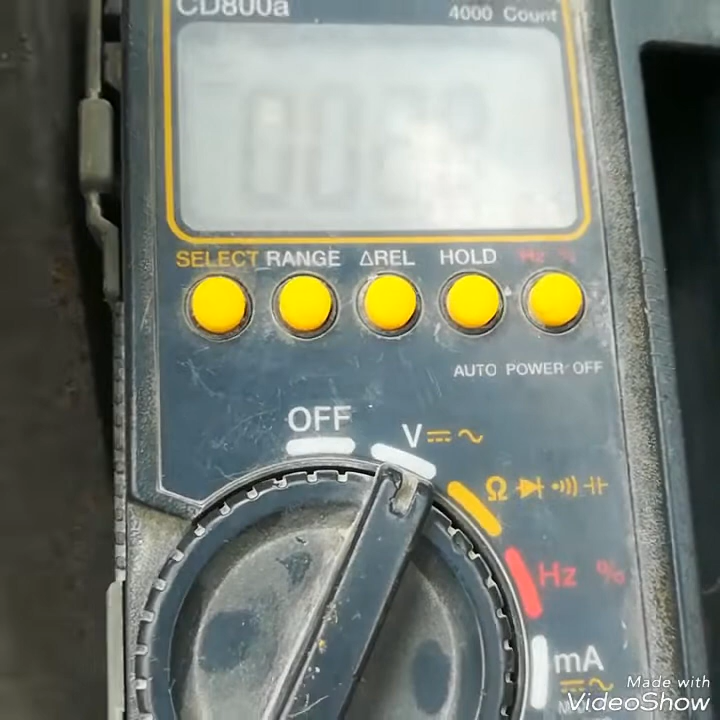 CD800a 4000 Count
SELECT RANGE ΔREL HOLD Hz %
AUTO POWER OFF
OFF
V ⎓ ~
Ω
Hz %
mA
⎓ ~
Made with
VideoShow